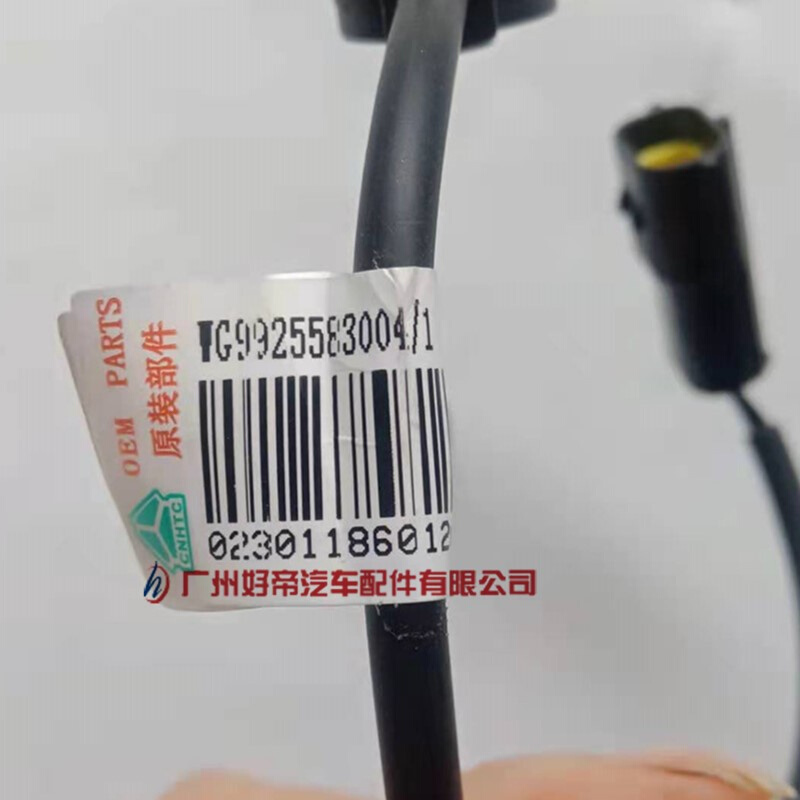 OEM PARTS
原装部件
WG9925583004/1
CNHTC
02301186012
广州好帝汽车配件有限公司